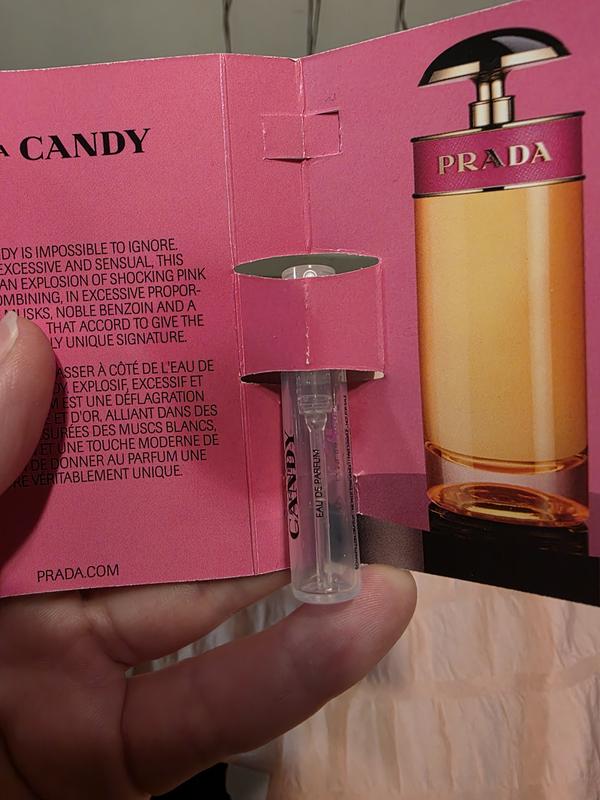 A CANDY
DY IS IMPOSSIBLE TO IGNORE.
EXCESSIVE AND SENSUAL, THIS
AN EXPLOSION OF SHOCKING PINK
OMBINING, IN EXCESSIVE PROPOR-
MUSKS, NOBLE BENZOIN AND A
THAT ACCORD TO GIVE THE
LY UNIQUE SIGNATURE.
ASSER À CÔTÉ DE L'EAU DE
DY, EXPLOSIF, EXCESSIF ET
M EST UNE DÉFLAGRATION
E ET D'OR, ALLIANT DANS DES
SURÉES DES MUSCS BLANCS,
ET UNE TOUCHE MODERNE DE
DE DONNER AU PARFUM UNE
RE VÉRITABLEMENT UNIQUE.
PRADA.COM
CANDY
EAU DE PARFUM
PRADA